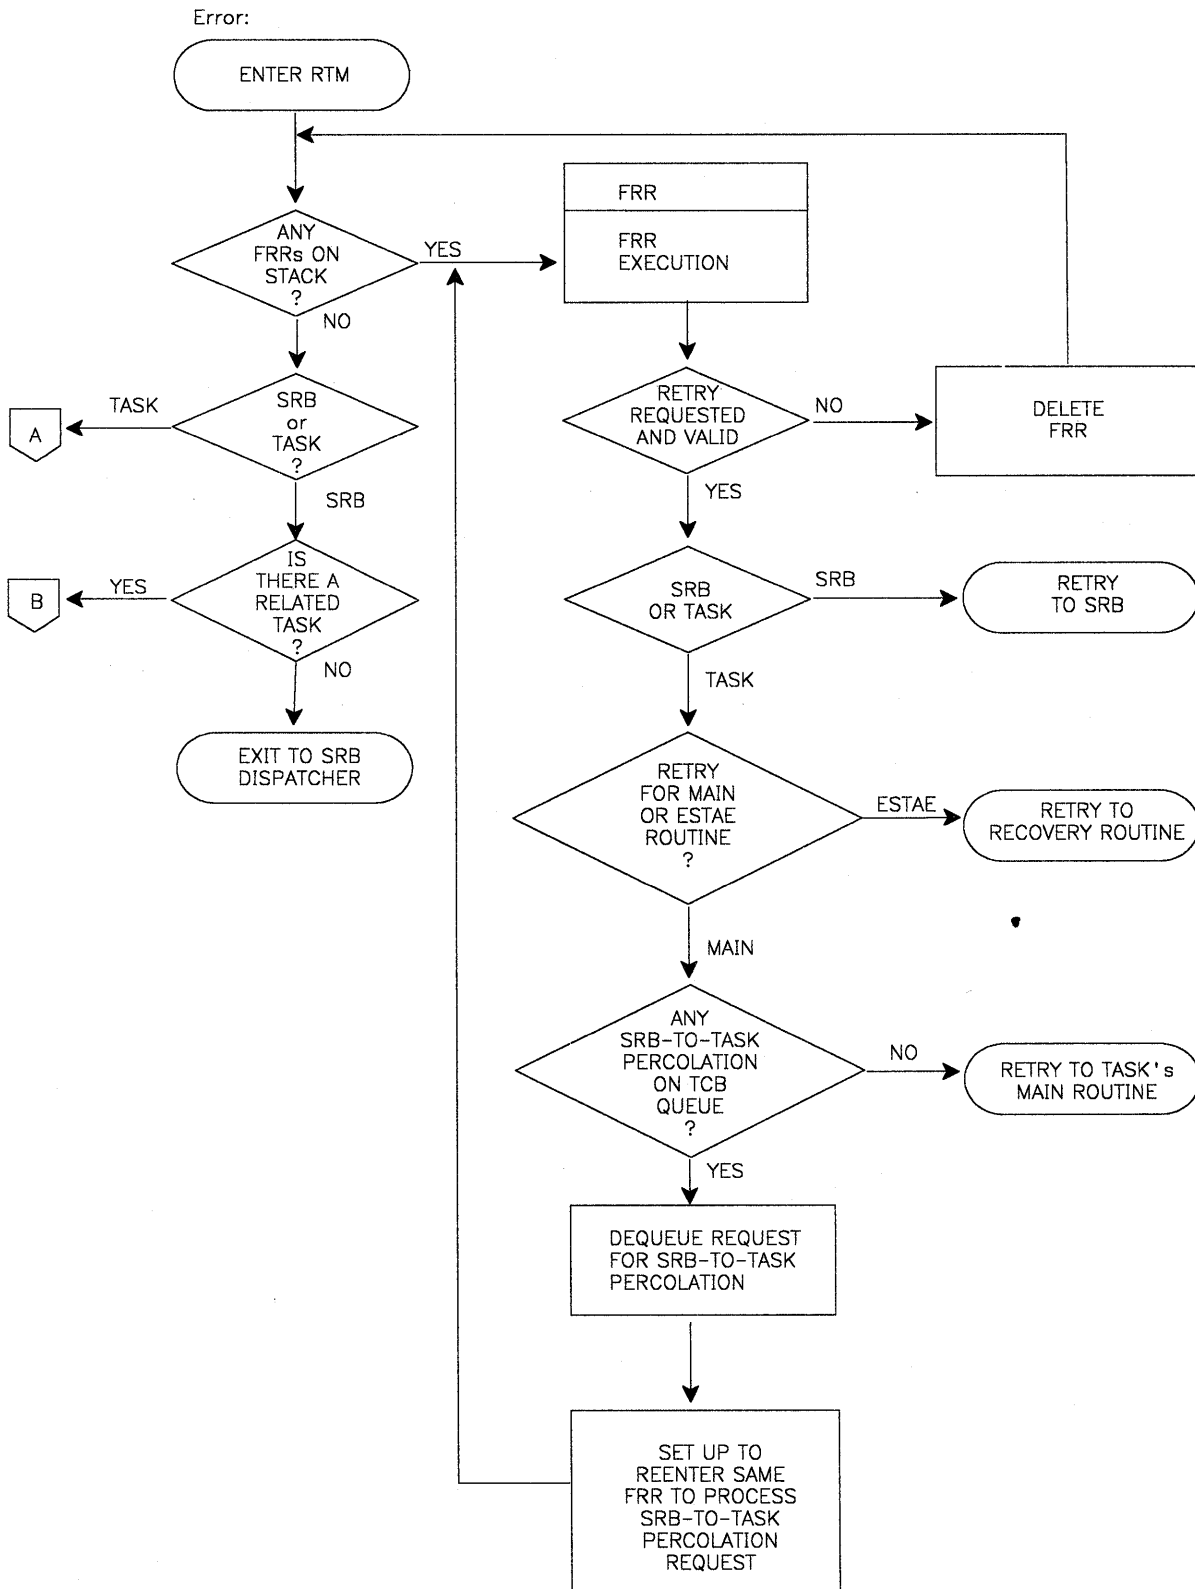 Error:
ENTER RTM
ANY
FRRs ON
STACK
?
YES
NO
FRR
FRR
EXECUTION
TASK
A
SRB
or
TASK
?
SRB
RETRY
REQUESTED
AND VALID
NO
DELETE
FRR
YES
YES
B
IS
THERE A
RELATED
TASK
?
NO
SRB
OR TASK
SRB
RETRY
TO SRB
TASK
EXIT TO SRB
DISPATCHER
RETRY
FOR MAIN
OR ESTAE
ROUTINE
?
ESTAE
RETRY TO
RECOVERY ROUTINE
MAIN
ANY
SRB-TO-TASK
PERCOLATION
ON TCB
QUEUE
?
NO
RETRY TO TASK's
MAIN ROUTINE
YES
DEQUEUE REQUEST
FOR SRB-TO-TASK
PERCOLATION
SET UP TO
REENTER SAME
FRR TO PROCESS
SRB-TO-TASK
PERCOLATION
REQUEST